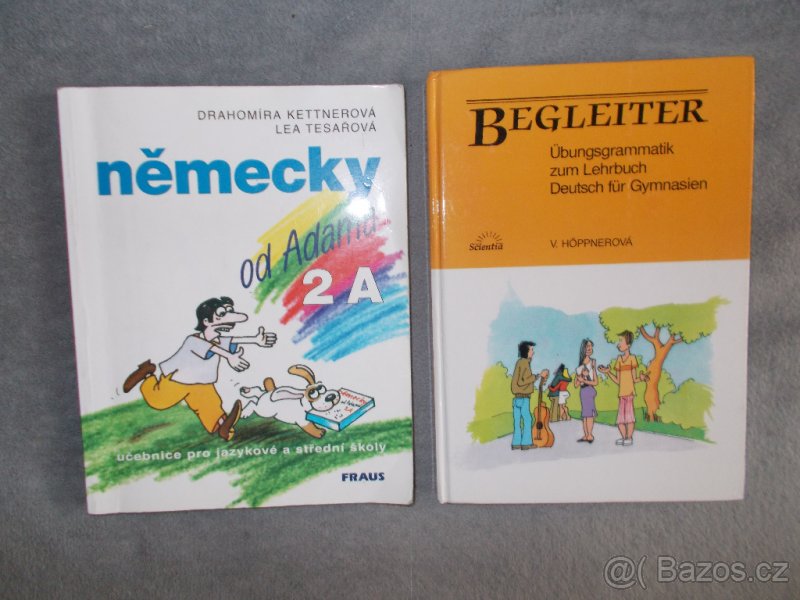 DRAHOMÍRA KETTNEROVÁ
LEA TESAŘOVÁ
německy
od Adama
2 A
německy
učebnice pro jazykové a střední školy
FRAUS
BEGLEITER
Übungsgrammatik
zum Lehrbuch
Deutsch für Gymnasien
Scientia
V. HÖPPNEROVÁ
@( Bazos.cz